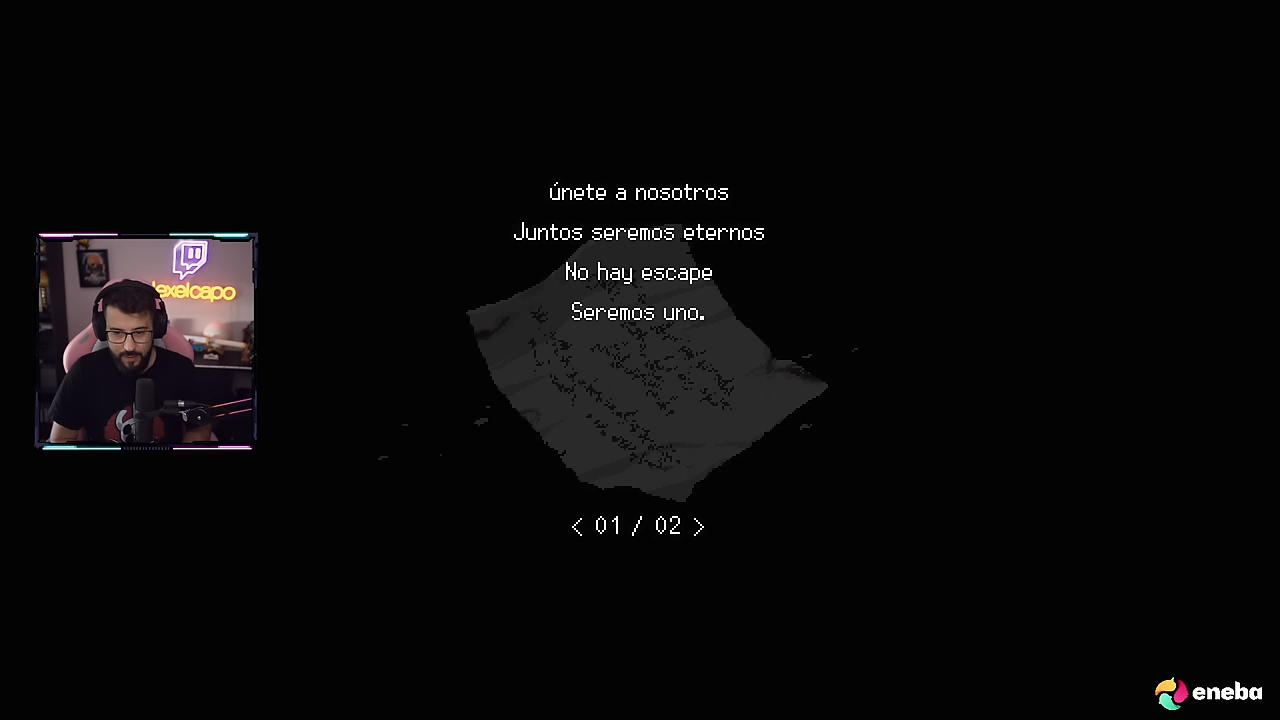 únete a nosotros
Juntos seremos eternos
No hay escape
Seremos uno.
lexelcapo
< 01 / 02 >
eneba